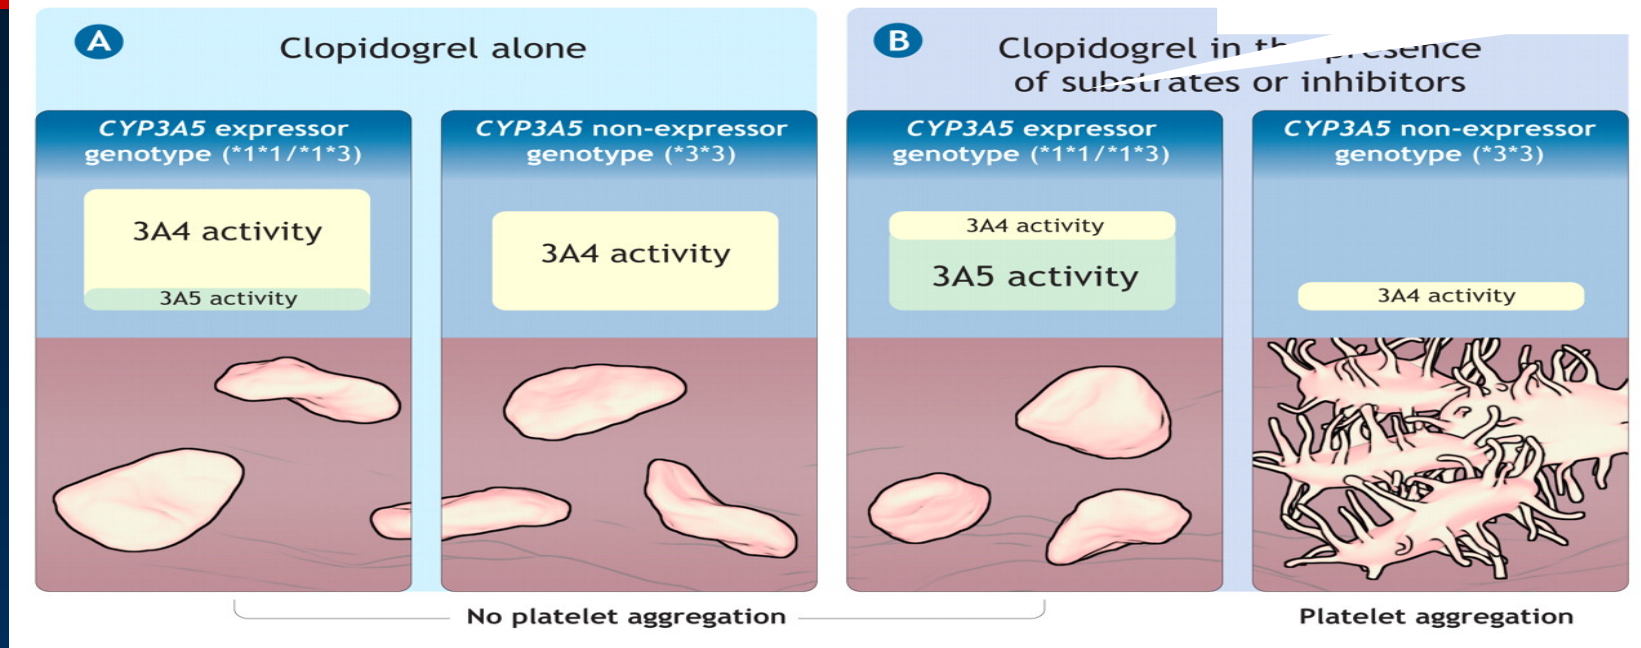 A
Clopidogrel alone
CYP3A5 expressor
genotype (*1*1/*1*3)
3A4 activity
3A5 activity
CYP3A5 non-expressor
genotype (*3*3)
3A4 activity
B
Clopidogrel in the presence
of substrates or inhibitors
CYP3A5 expressor
genotype (*1*1/*1*3)
3A4 activity
3A5 activity
CYP3A5 non-expressor
genotype (*3*3)
3A4 activity
No platelet aggregation
Platelet aggregation